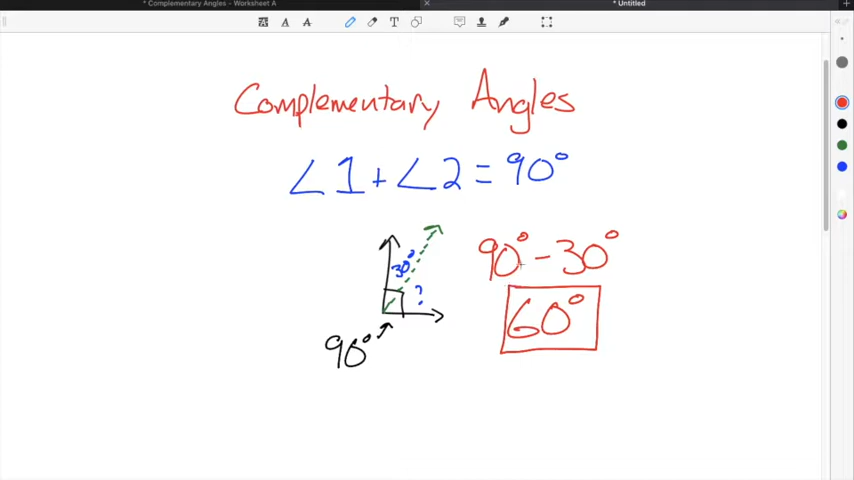 * Complementary Angles - Worksheet A
* Untitled
Complementary Angles
∠1 + ∠2 = 90°
30°
?
90° - 30°
60°
90°